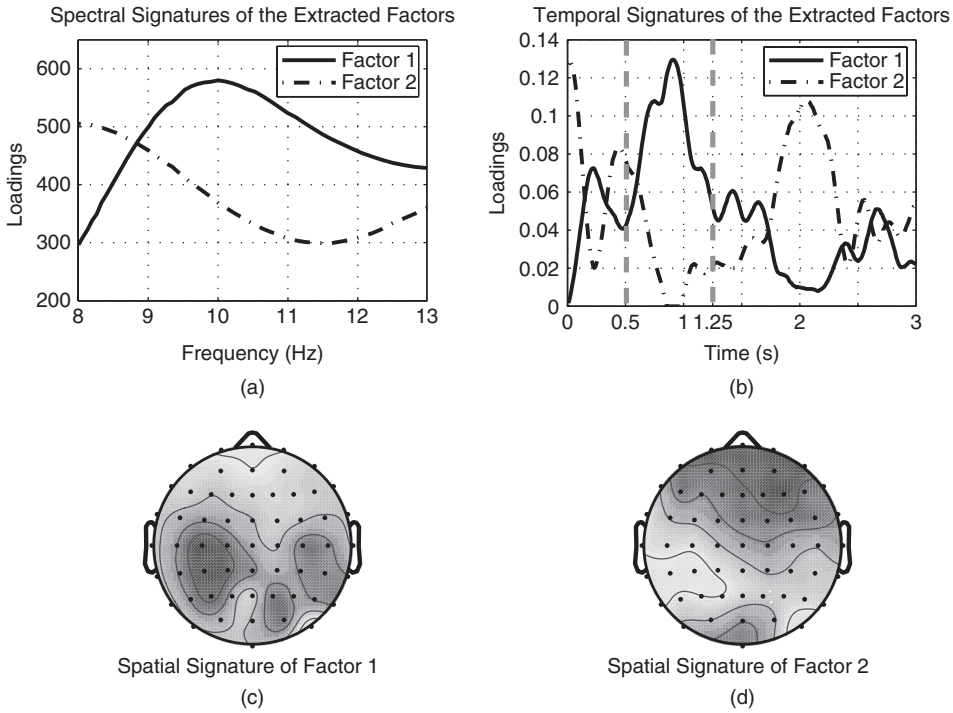 Spectral Signatures of the Extracted Factors
600
500
400
300
200
Loadings
Factor 1
Factor 2
8 9 10 11 12 13
Frequency (Hz)
(a)
Temporal Signatures of the Extracted Factors
0.14
0.12
0.1
0.08
0.06
0.04
0.02
0
Loadings
Factor 1
Factor 2
0 0.5 1 1.25 2 3
Time (s)
(b)
Spatial Signature of Factor 1
(c)
Spatial Signature of Factor 2
(d)